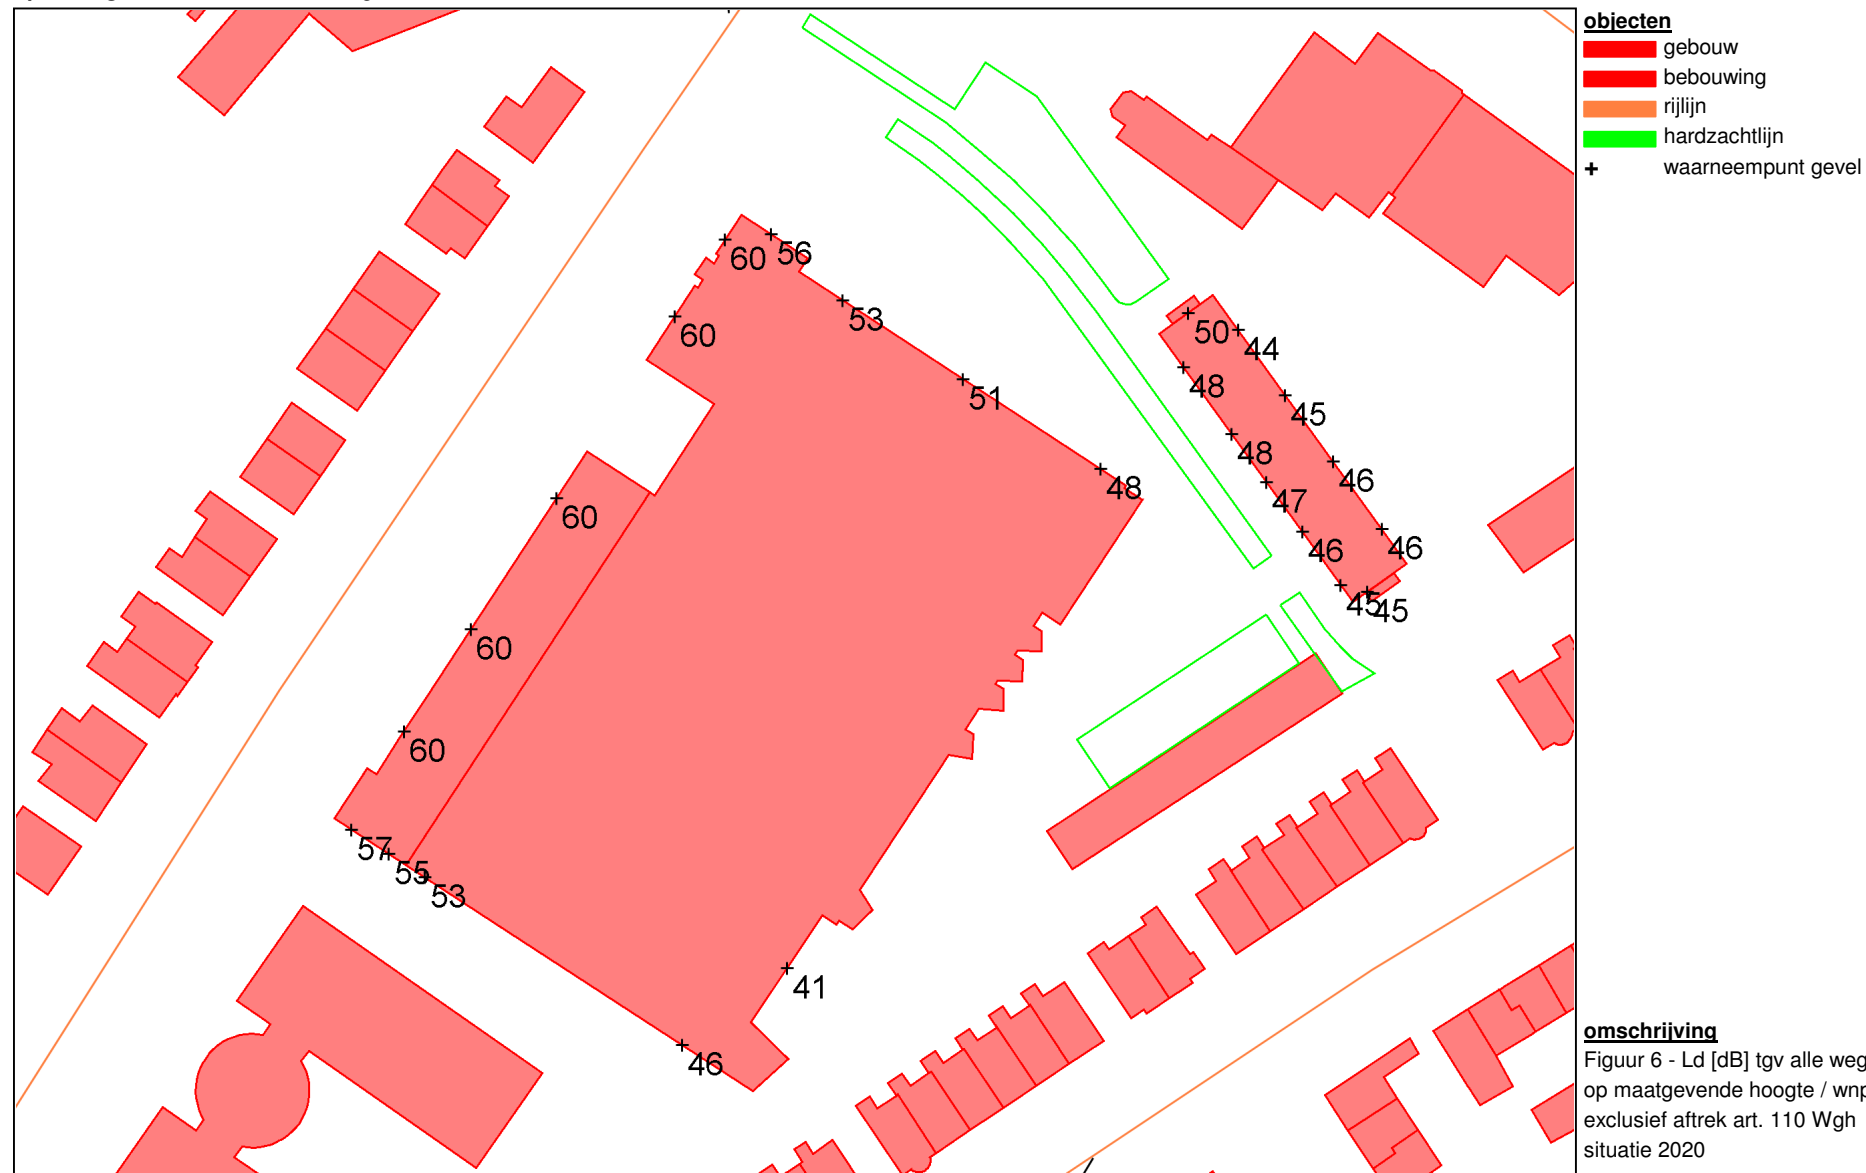 objecten
gebouw
bebouwing
rijlijn
hardzachtlijn
+ waarneempunt gevel
60
56
53
60
51
48
50
44
48
45
48
46
47
46
46
45
45
60
60
60
57
55
53
41
46
omschrijving
Figuur 6 - Ld [dB] tgv alle weg
op maatgevende hoogte / wnp
exclusief aftrek art. 110 Wgh
situatie 2020